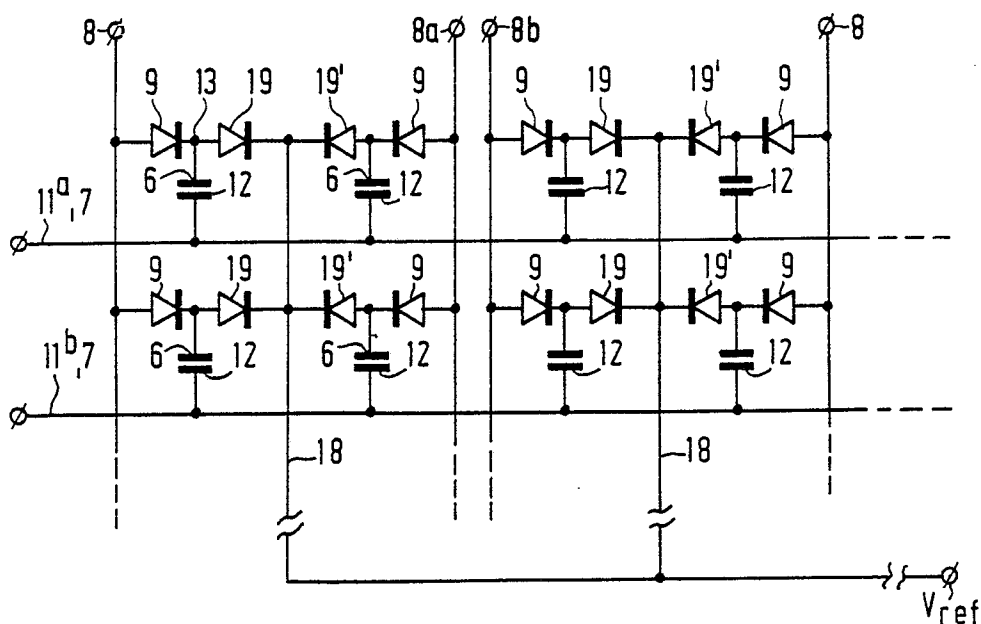 8 8a 8b 8
9 13 19 19' 9 9 19 19' 9
6 12 6 12 12 12
11a,7
9 19 19' 9 9 19 19' 9
6 12 12 12
11b,7 12
18 18
Vref